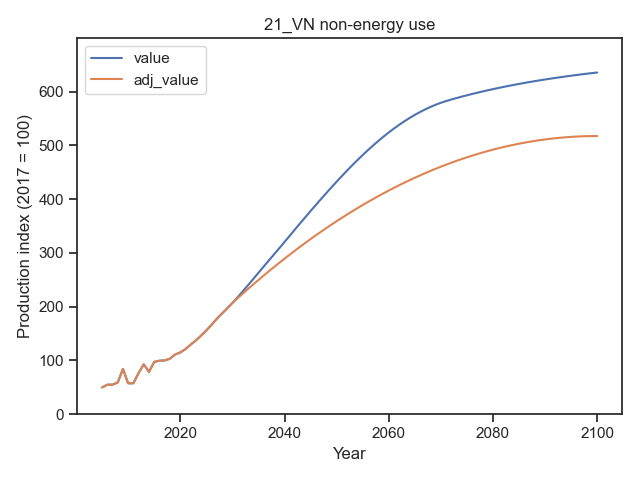 21_VN non-energy use
value
adj_value
Production index (2017 = 100)
600
500
400
300
200
100
0
2020 2040 2060 2080 2100
Year